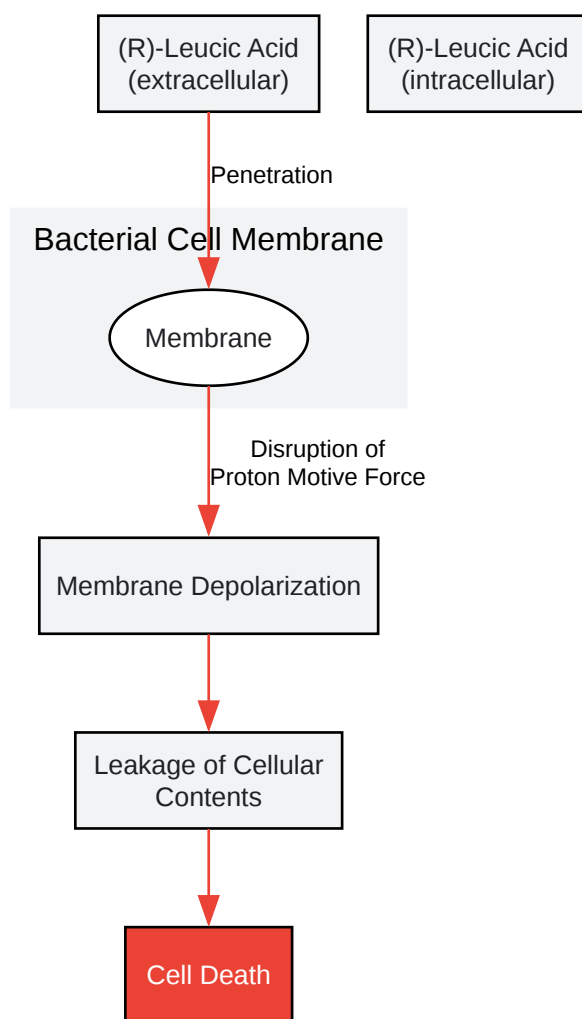 (R)-Leucic Acid
(extracellular)
(R)-Leucic Acid
(intracellular)
Penetration
Bacterial Cell Membrane
Membrane
Disruption of
Proton Motive Force
Membrane Depolarization
Leakage of Cellular
Contents
Cell Death